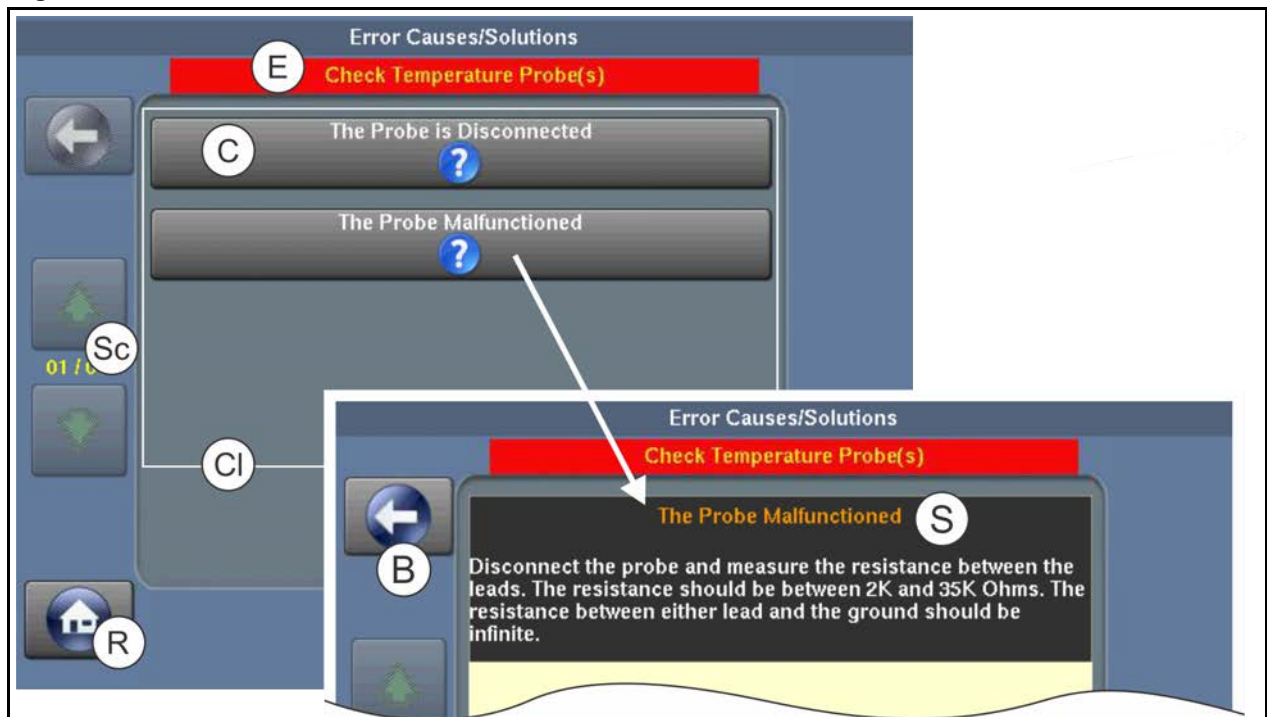 Error Causes/Solutions
E
Check Temperature Probe(s)
C
The Probe is Disconnected
?
The Probe Malfunctioned
?
Sc
01 /
Cl
R
Error Causes/Solutions
Check Temperature Probe(s)
The Probe Malfunctioned
S
B
Disconnect the probe and measure the resistance between the
leads. The resistance should be between 2K and 35K Ohms. The
resistance between either lead and the ground should be
infinite.